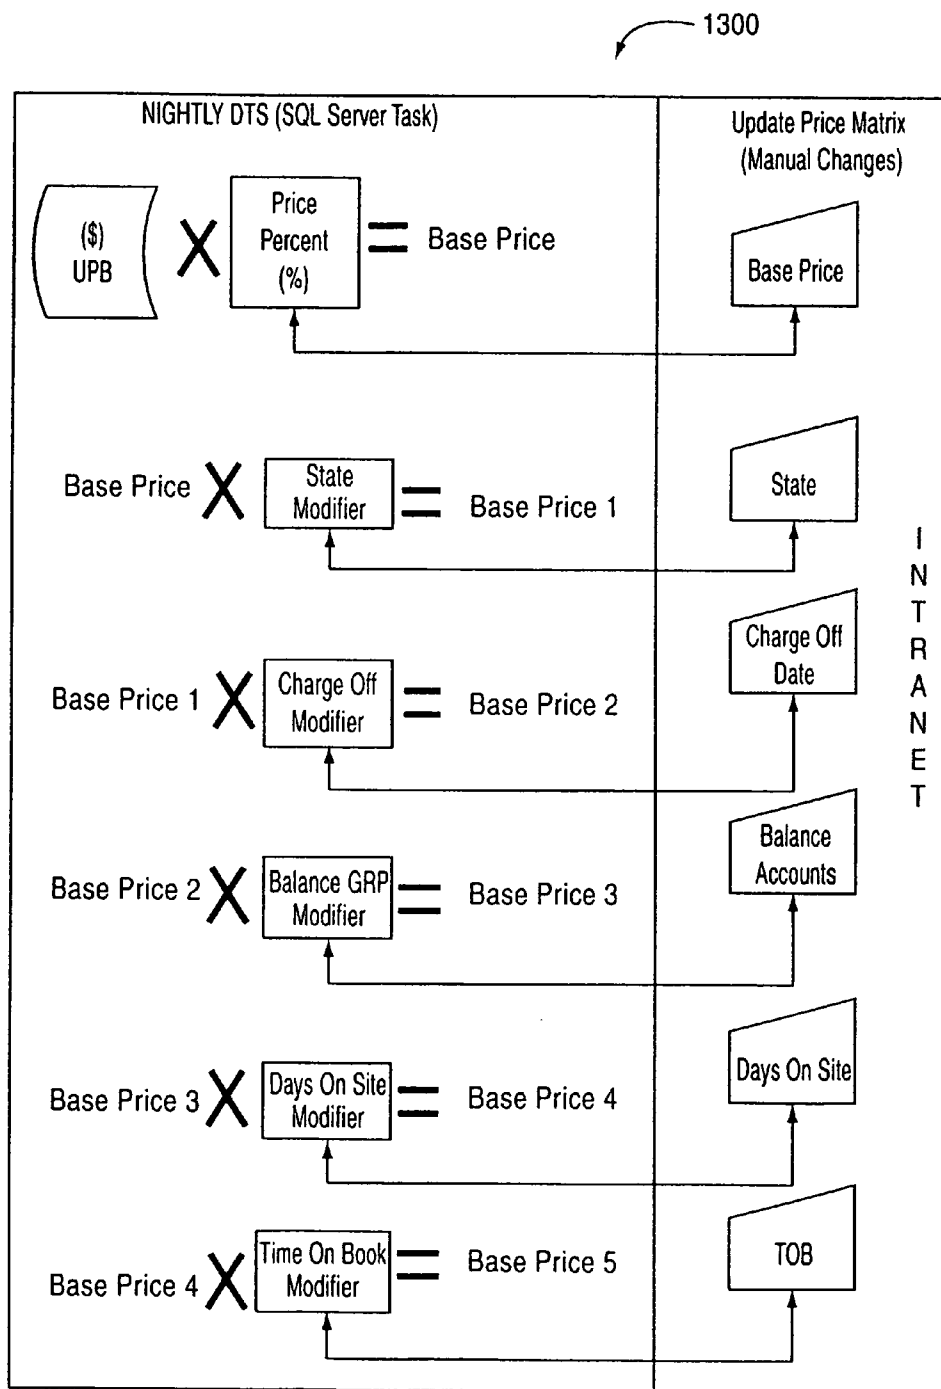 1300
NIGHTLY DTS (SQL Server Task)
Update Price Matrix
(Manual Changes)
($)
UPB
X
Price
Percent
(%)
=
Base Price
Base Price
Base Price
X
State
Modifier
=
Base Price 1
State
Base Price 1
X
Charge Off
Modifier
=
Base Price 2
Charge Off
Date
Base Price 2
X
Balance GRP
Modifier
=
Base Price 3
Balance
Accounts
Base Price 3
X
Days On Site
Modifier
=
Base Price 4
Days On Site
Base Price 4
X
Time On Book
Modifier
=
Base Price 5
TOB
INTRANET